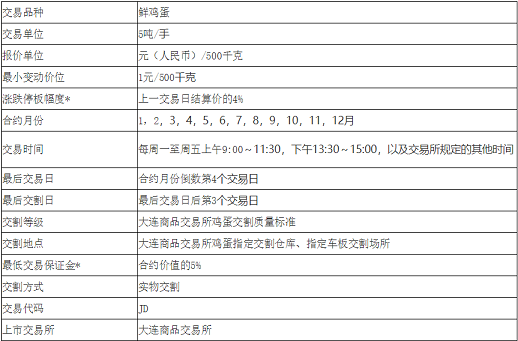 交易品种 鲜鸡蛋
交易单位 5吨/手
报价单位 元（人民币）/500千克
最小变动价位 1元/500千克
涨跌停板幅度* 上一交易日结算价的4%
合约月份 1，2，3，4，5，6，7，8，9，10，11，12月
交易时间 每周一至周五上午9:00～11:30，下午13:30～15:00，以及交易所规定的其他时间
最后交易日 合约月份倒数第4个交易日
最后交割日 最后交易日后第3个交易日
交割等级 大连商品交易所鸡蛋交割质量标准
交割地点 大连商品交易所鸡蛋指定交割仓库、指定车板交割场所
最低交易保证金* 合约价值的5%
交割方式 实物交割
交易代码 JD
上市交易所 大连商品交易所